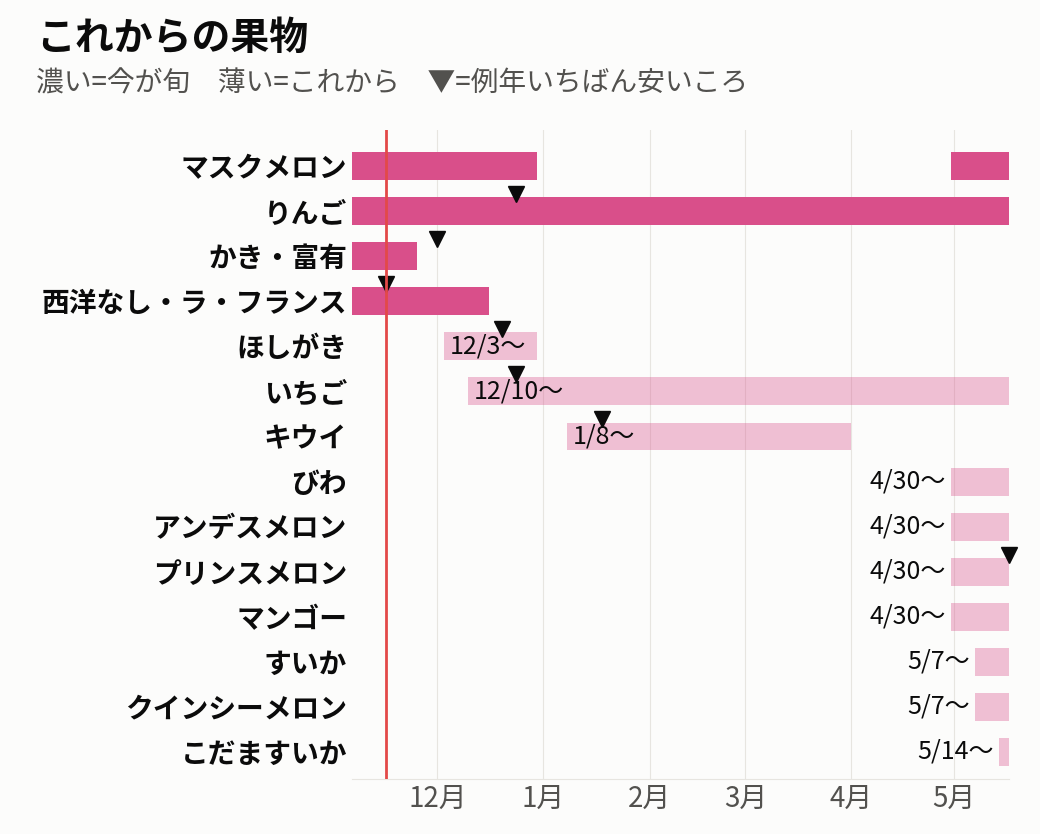 これからの果物
濃い=今が旬　薄い=これから　▼=例年いちばん安いころ
マスクメロン
りんご
かき・富有
西洋なし・ラ・フランス
ほしがき 12/3〜
いちご 12/10〜
キウイ 1/8〜
びわ 4/30〜
アンデスメロン 4/30〜
プリンスメロン 4/30〜
マンゴー 4/30〜
すいか 5/7〜
クインシーメロン 5/7〜
こだますいか 5/14〜
12月 1月 2月 3月 4月 5月